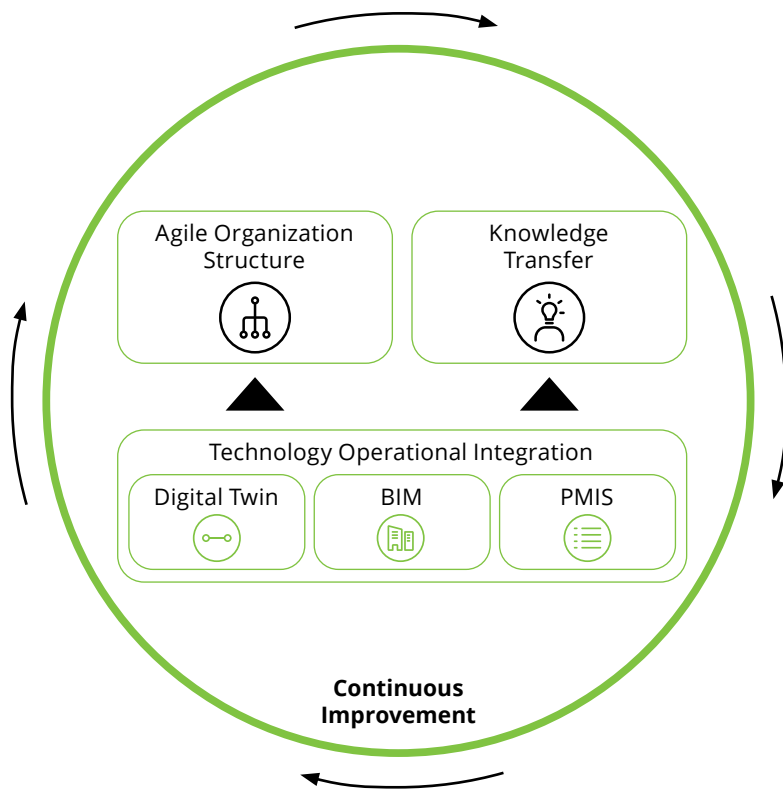 Agile Organization
Structure
Knowledge
Transfer
Technology Operational Integration
Digital Twin
BIM
PMIS
Continuous
Improvement